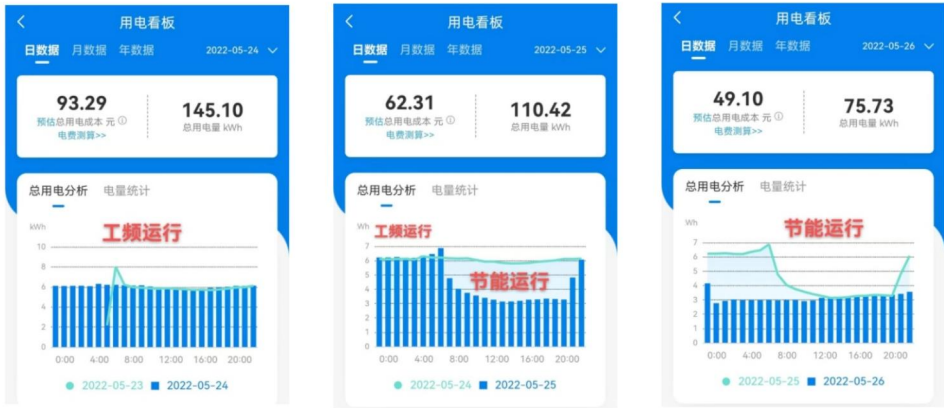 用电看板
日数据 月数据 年数据 2022-05-24
93.29
预估总用电成本 元
电费测算>>
145.10
总用电量 kWh
总用电分析 电量统计
kWh
工频运行
10
8
6
4
2
0
0:00 4:00 8:00 12:00 16:00 20:00
2022-05-23 2022-05-24
用电看板
日数据 月数据 年数据 2022-05-25
62.31
预估总用电成本 元
电费测算>>
110.42
总用电量 kWh
总用电分析 电量统计
Wh
工频运行
节能运行
7
6
5
4
3
2
1
0
0:00 4:00 8:00 12:00 16:00 20:00
2022-05-24 2022-05-25
用电看板
日数据 月数据 年数据 2022-05-26
49.10
预估总用电成本 元
电费测算>>
75.73
总用电量 kWh
总用电分析 电量统计
Wh
节能运行
7
6
5
4
3
2
1
0
0:00 4:00 8:00 12:00 16:00 20:00
2022-05-25 2022-05-26